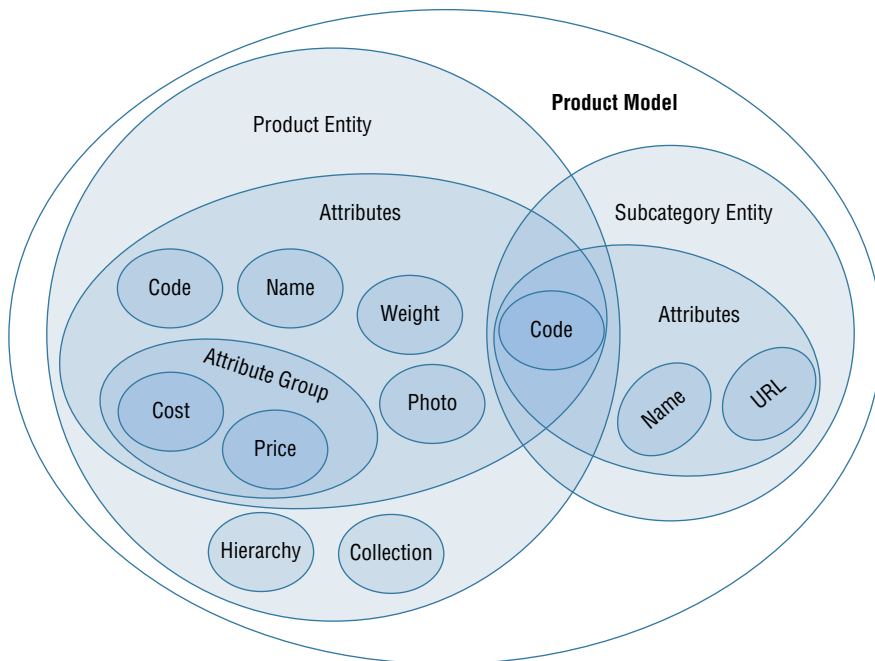 Product Model
Product Entity
Attributes
Subcategory Entity
Code
Name
Weight
Code
Attributes
Attribute Group
Cost
Price
Photo
Name
URL
Hierarchy
Collection